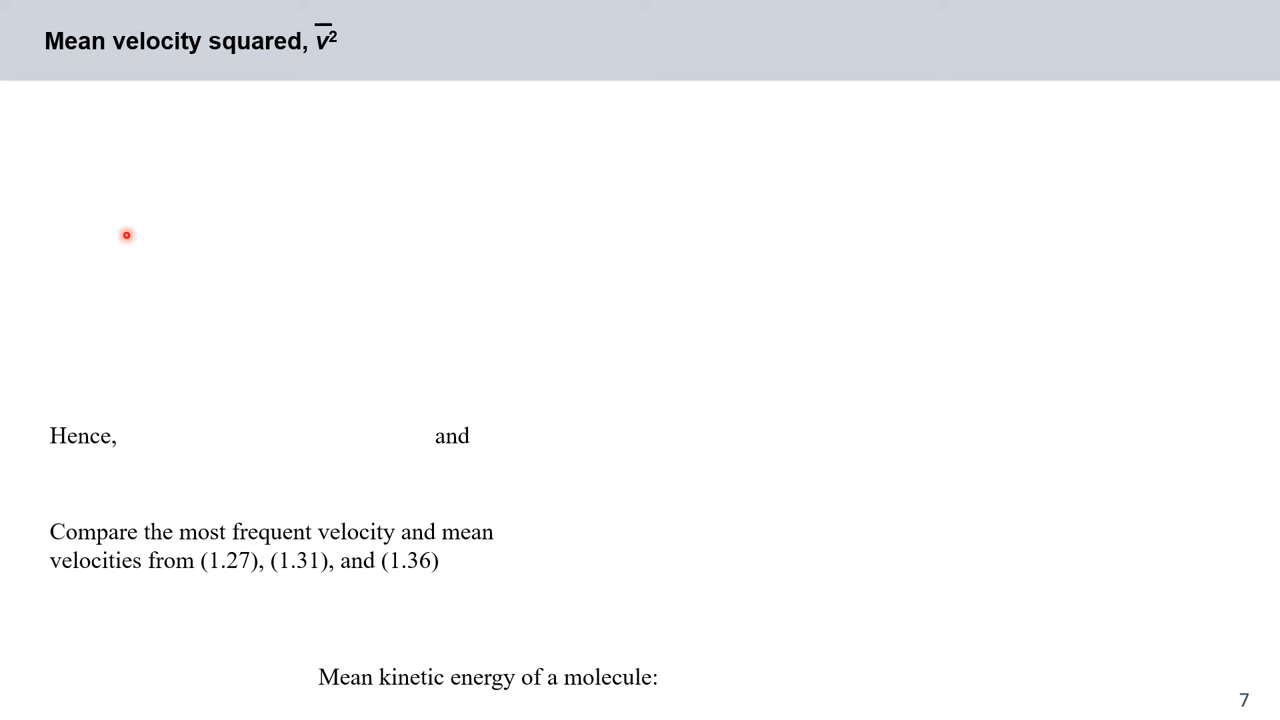 Mean velocity squared, v̅²
Hence, and
Compare the most frequent velocity and mean
velocities from (1.27), (1.31), and (1.36)
Mean kinetic energy of a molecule:
7